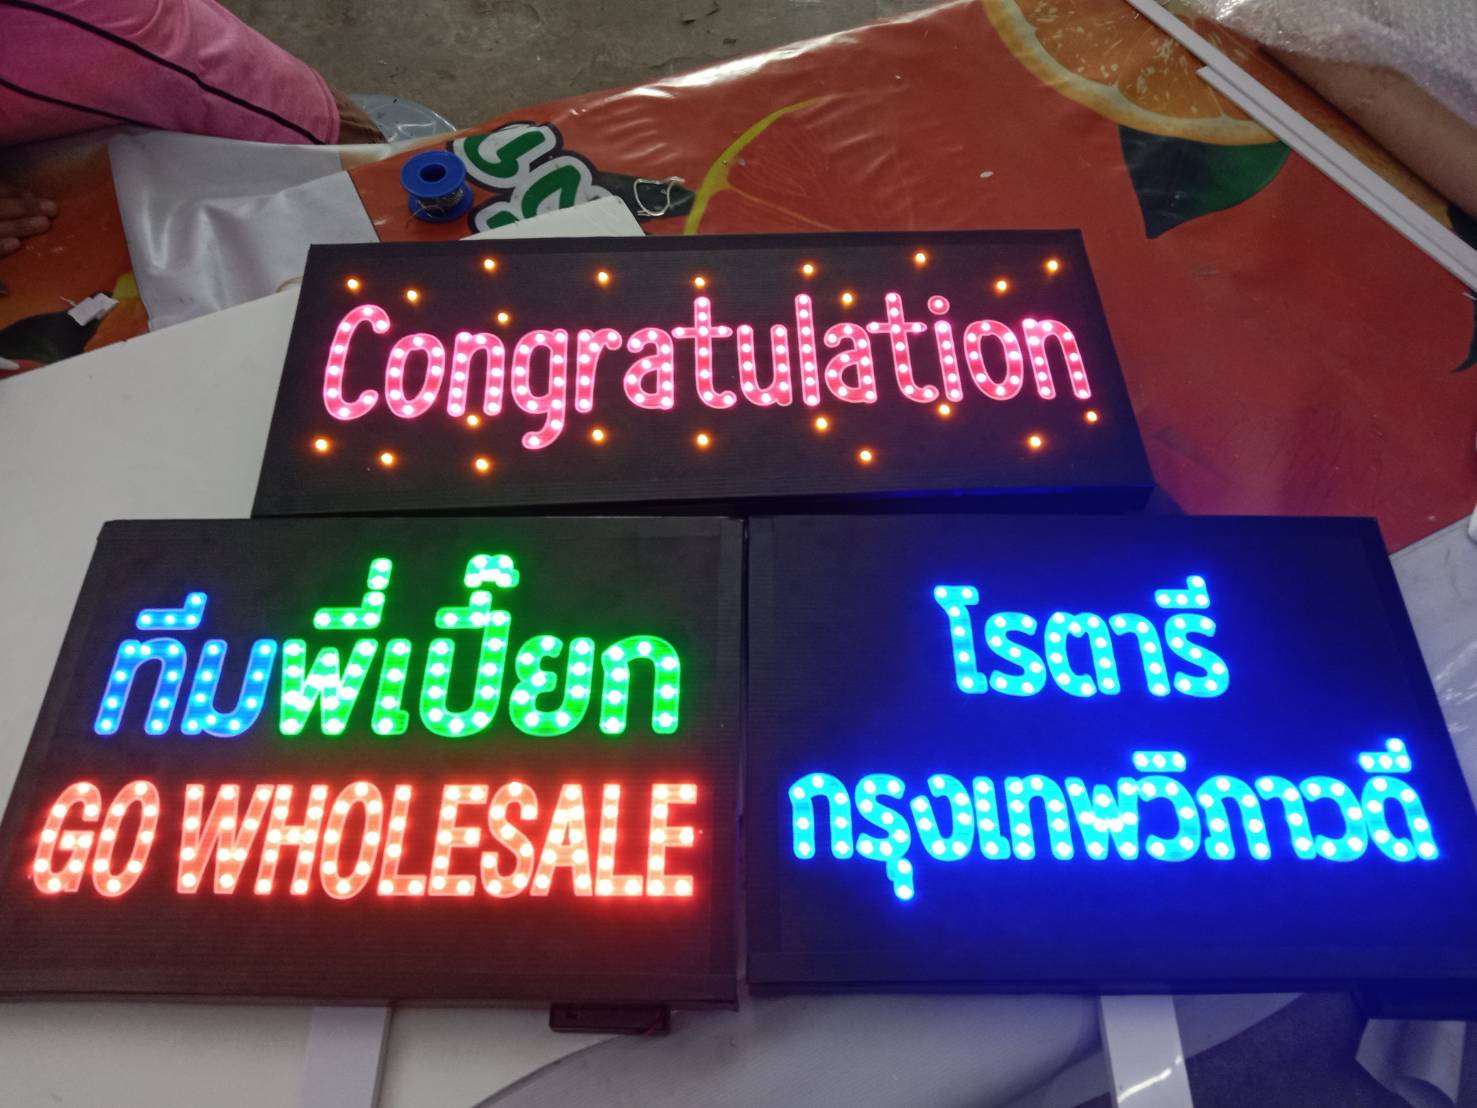 Congratulation
ทีมพี่เปี๊ยก
GO WHOLESALE
โรตารี่
กรุงเทพวิภาวดี